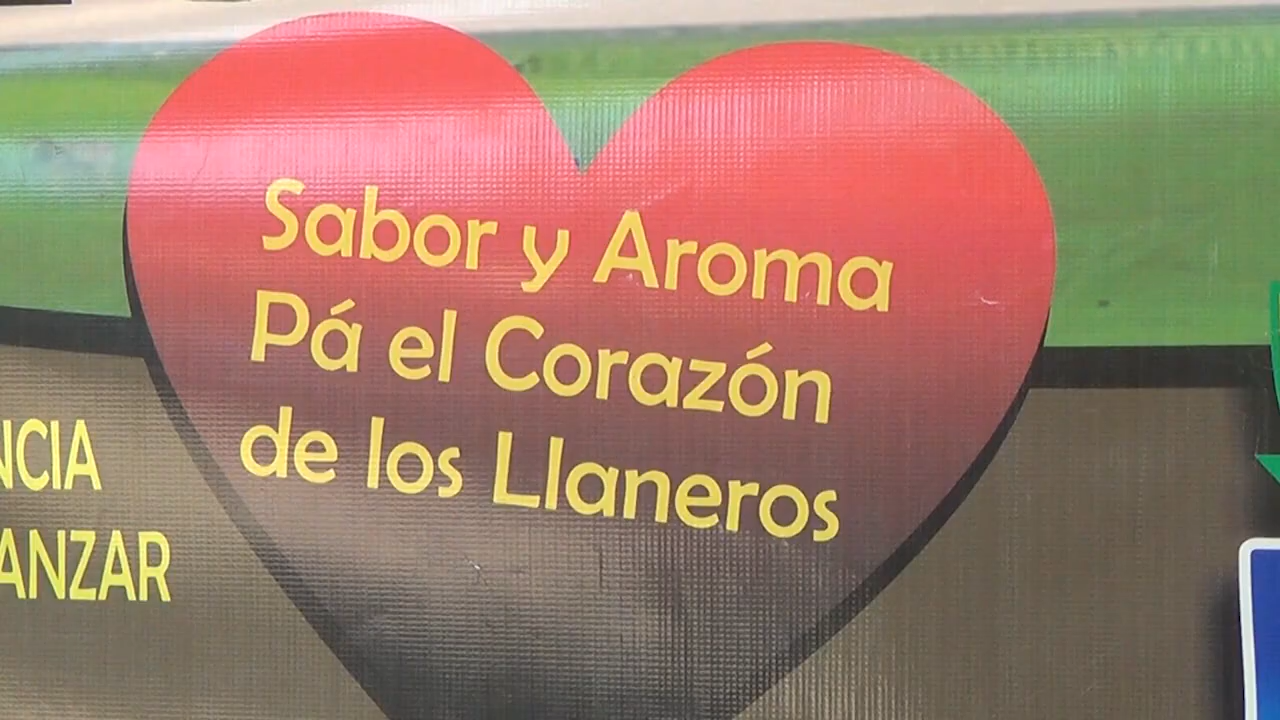 Sabor y Aroma
Pá el Corazón
de los Llaneros
NCIA
ANZAR